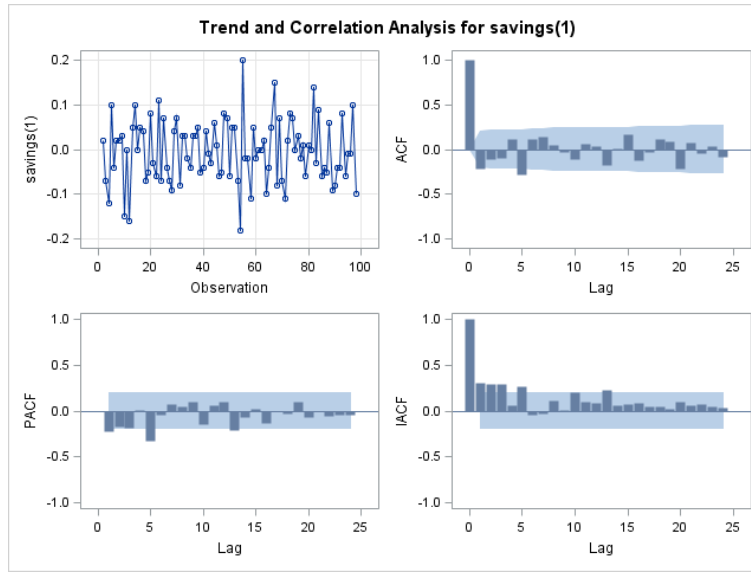 Trend and Correlation Analysis for savings(1)
savings(1)
0.2
0.1
0.0
-0.1
-0.2
0 20 40 60 80 100
Observation
ACF
1.0
0.5
0.0
-0.5
-1.0
0 5 10 15 20 25
Lag
PACF
1.0
0.5
0.0
-0.5
-1.0
0 5 10 15 20 25
Lag
IACF
1.0
0.5
0.0
-0.5
-1.0
0 5 10 15 20 25
Lag